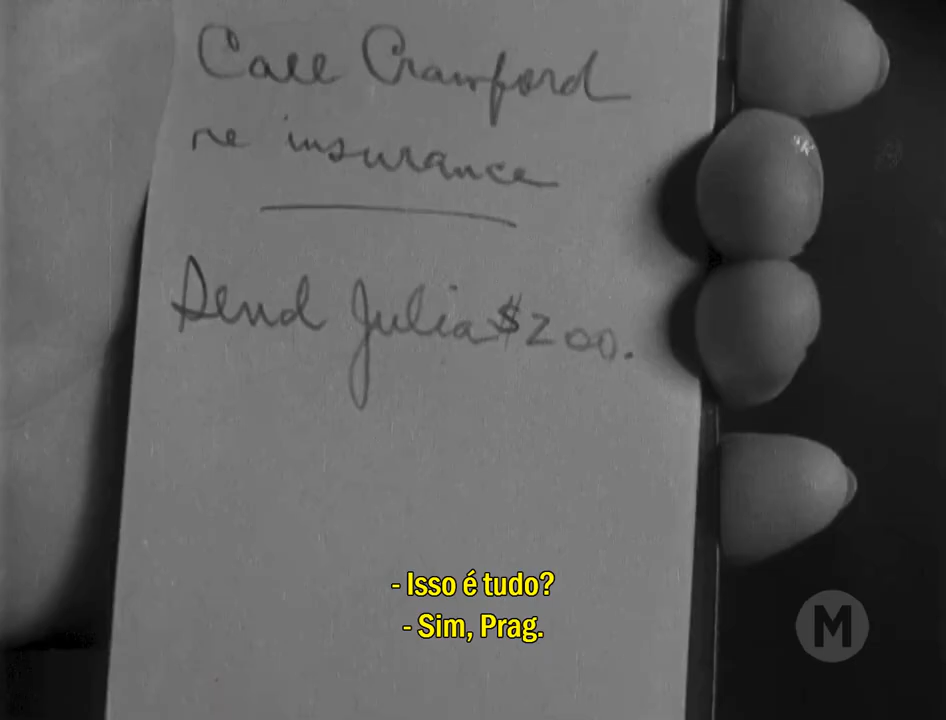 Call Crawford
re insurance
Send Julia $200.
- Isso é tudo?
- Sim, Prag.
M